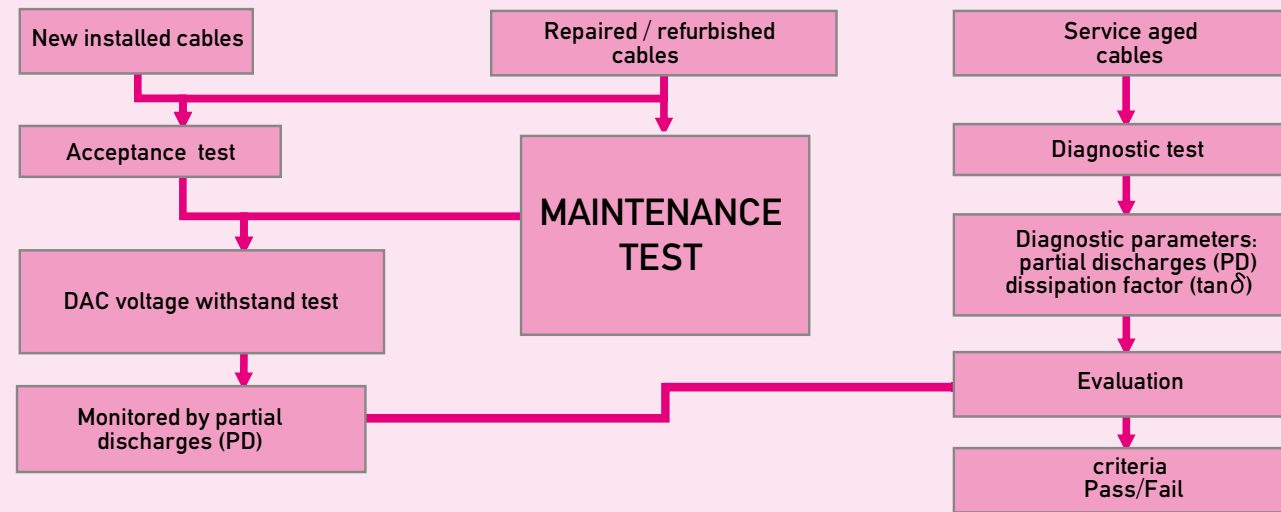 New installed cables
Repaired / refurbished
cables
Service aged
cables
Acceptance test
MAINTENANCE
TEST
Diagnostic test
DAC voltage withstand test
Diagnostic parameters:
partial discharges (PD)
dissipation factor (tanδ)
Monitored by partial
discharges (PD)
Evaluation
criteria
Pass/Fail